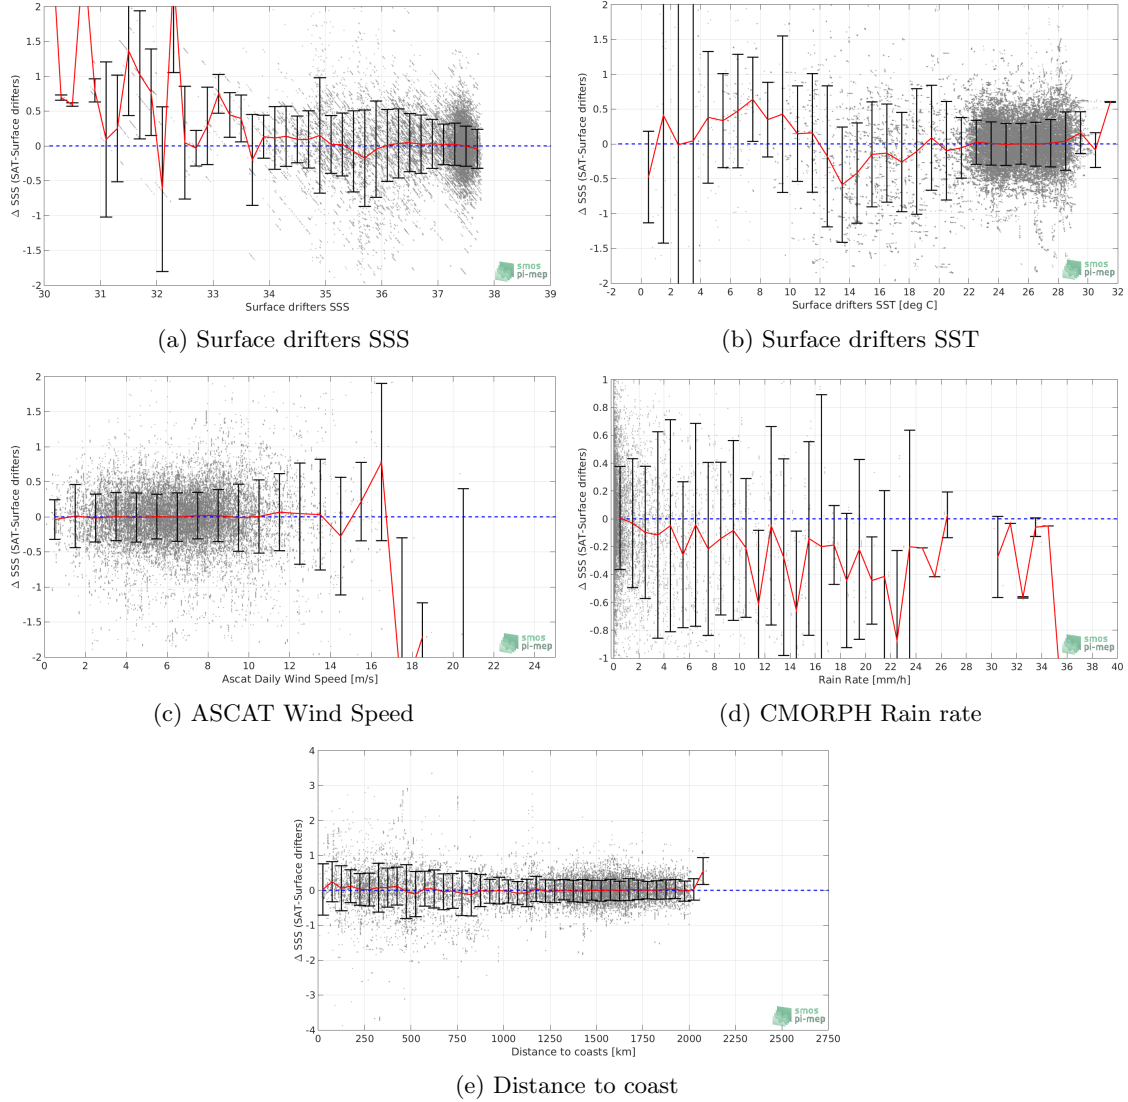 2
1.5
1
0.5
0
-0.5
-1
-1.5
-2
Δ SSS (SAT-Surface drifters)
30 31 32 33 34 35 36 37 38 39
Surface drifters SSS
smos
pi-mep
(a) Surface drifters SSS
2
1.5
1
0.5
0
-0.5
-1
-1.5
-2
Δ SSS (SAT-Surface drifters)
-2 0 2 4 6 8 10 12 14 16 18 20 22 24 26 28 30 32
Surface drifters SST [deg C]
smos
pi-mep
(b) Surface drifters SST
2
1.5
1
0.5
0
-0.5
-1
-1.5
-2
Δ SSS (SAT-Surface drifters)
0 2 4 6 8 10 12 14 16 18 20 22 24
Ascat Daily Wind Speed [m/s]
smos
pi-mep
(c) ASCAT Wind Speed
1
0.8
0.6
0.4
0.2
0
-0.2
-0.4
-0.6
-0.8
-1
Δ SSS (SAT-Surface drifters)
0 2 4 6 8 10 12 14 16 18 20 22 24 26 28 30 32 34 36 38 40
Rain Rate [mm/h]
smos
pi-mep
(d) CMORPH Rain rate
4
3
2
1
0
-1
-2
-3
-4
Δ SSS (SAT-Surface drifters)
0 250 500 750 1000 1250 1500 1750 2000 2250 2500 2750
Distance to coasts [km]
smos
pi-mep
(e) Distance to coast